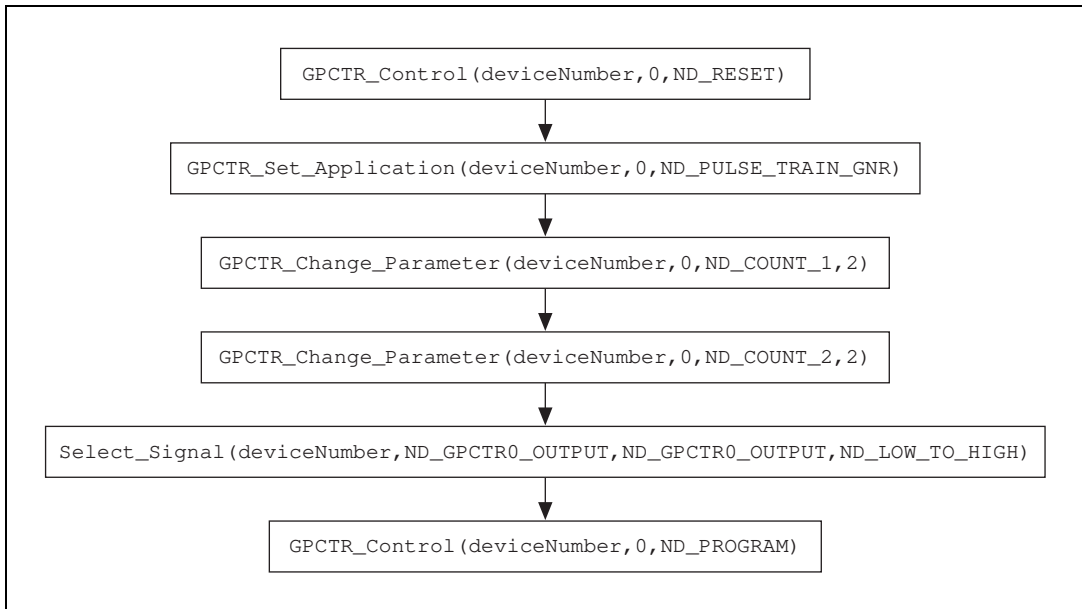 GPCTR_Control(deviceNumber,0,ND_RESET)
GPCTR_Set_Application(deviceNumber,0,ND_PULSE_TRAIN_GNR)
GPCTR_Change_Parameter(deviceNumber,0,ND_COUNT_1,2)
GPCTR_Change_Parameter(deviceNumber,0,ND_COUNT_2,2)
Select_Signal(deviceNumber,ND_GPCTR0_OUTPUT,ND_GPCTR0_OUTPUT,ND_LOW_TO_HIGH)
GPCTR_Control(deviceNumber,0,ND_PROGRAM)